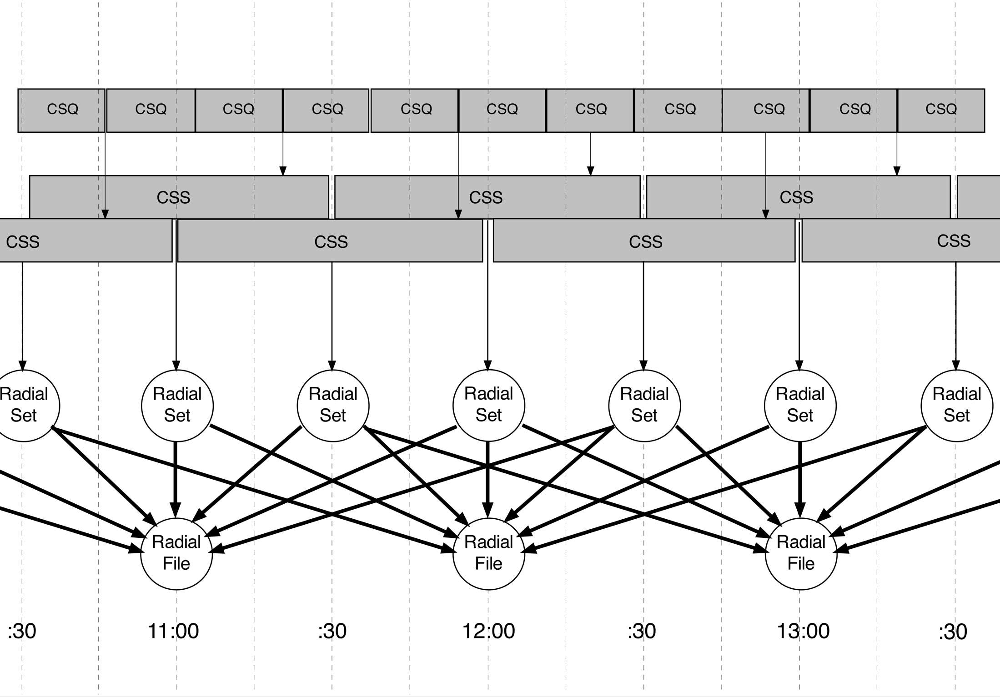 CSQ CSQ CSQ CSQ CSQ CSQ CSQ CSQ CSQ CSQ CSQ
CSS CSS CSS
CSS CSS CSS CSS
Radial Radial Radial Radial Radial Radial Radial
Set Set Set Set Set Set Set
Radial Radial Radial
File File File
:30 11:00 :30 12:00 :30 13:00 :30